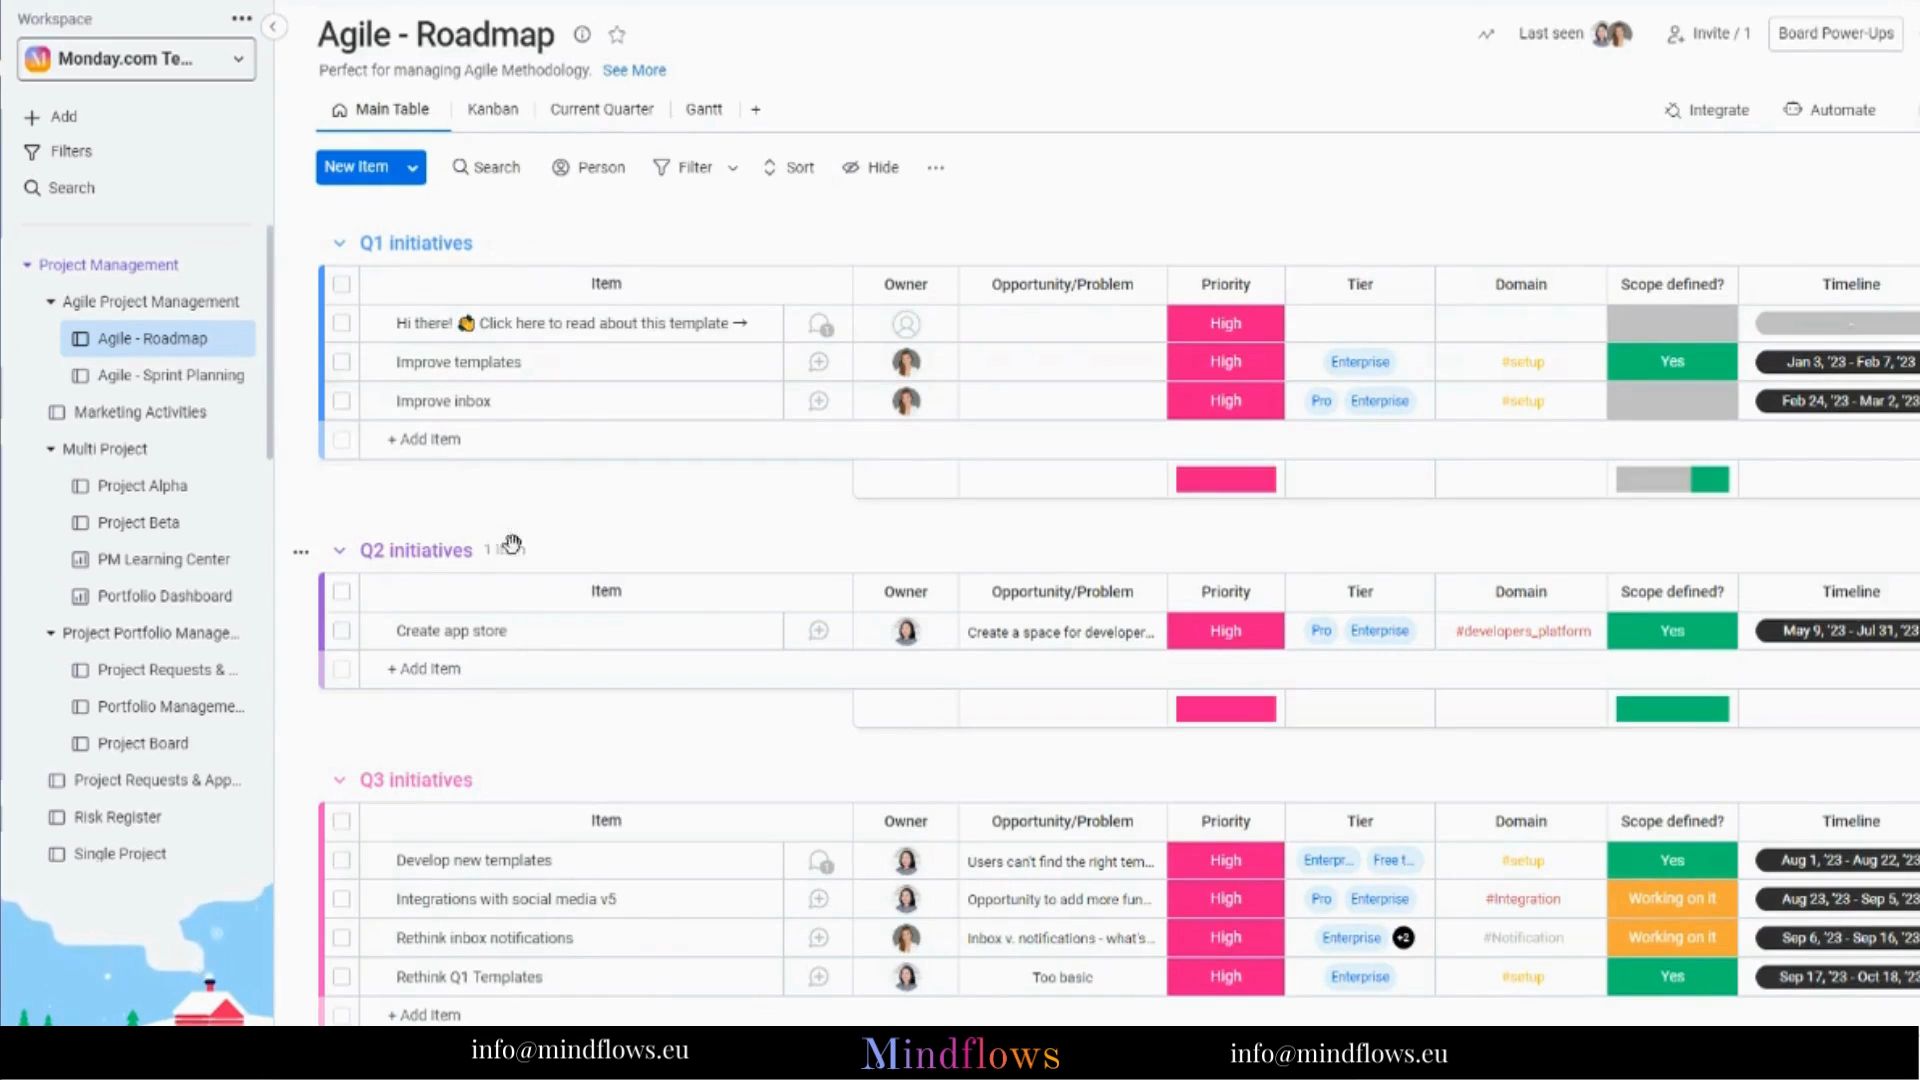 Workspace
Monday.com Te...
Add
Filters
Search
Project Management
Agile Project Management
Agile - Roadmap
Agile - Sprint Planning
Marketing Activities
Multi Project
Project Alpha
Project Beta
PM Learning Center
Portfolio Dashboard
Project Portfolio Manage...
Project Requests & ...
Portfolio Manageme...
Project Board
Project Requests & App...
Risk Register
Single Project
Agile - Roadmap
Last seen
Invite / 1
Board Power-Ups
Perfect for managing Agile Methodology. See More
Main Table Kanban Current Quarter Gantt +
Integrate Automate
New Item Search Person Filter Sort Hide ...
Q1 initiatives
Item Owner Opportunity/Problem Priority Tier Domain Scope defined? Timeline
Hi there! 👋 Click here to read about this template → 1 High -
Improve templates High Enterprise #setup Yes Jan 3, '23 - Feb 7, '23
Improve inbox High Pro Enterprise #setup Feb 24, '23 - Mar 2, '23
+ Add Item
Q2 initiatives 1
Item Owner Opportunity/Problem Priority Tier Domain Scope defined? Timeline
Create app store Create a space for developer... High Pro Enterprise #developers_platform Yes May 9, '23 - Jul 31, '23
+ Add Item
Q3 initiatives
Item Owner Opportunity/Problem Priority Tier Domain Scope defined? Timeline
Develop new templates 1 Users can't find the right tem... High Enterpr... Free t... #setup Yes Aug 1, '23 - Aug 22, '23
Integrations with social media v5 Opportunity to add more fun... High Pro Enterprise #Integration Working on it Aug 23, '23 - Sep 5, '23
Rethink inbox notifications Inbox v. notifications - what's... High Enterprise +2 #Notification Working on it Sep 6, '23 - Sep 16, '23
Rethink Q1 Templates Too basic High Enterprise #setup Yes Sep 17, '23 - Oct 18, '23
+ Add Item
info@mindflows.eu Mindflows info@mindflows.eu